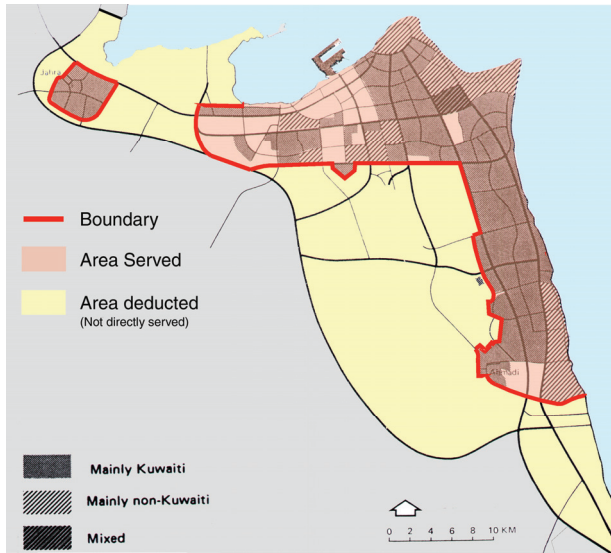 Jahra
Boundary
Area Served
Area deducted
(Not directly served)
Ahmadi
Mainly Kuwaiti
Mainly non-Kuwaiti
Mixed
0 2 4 6 8 10 KM